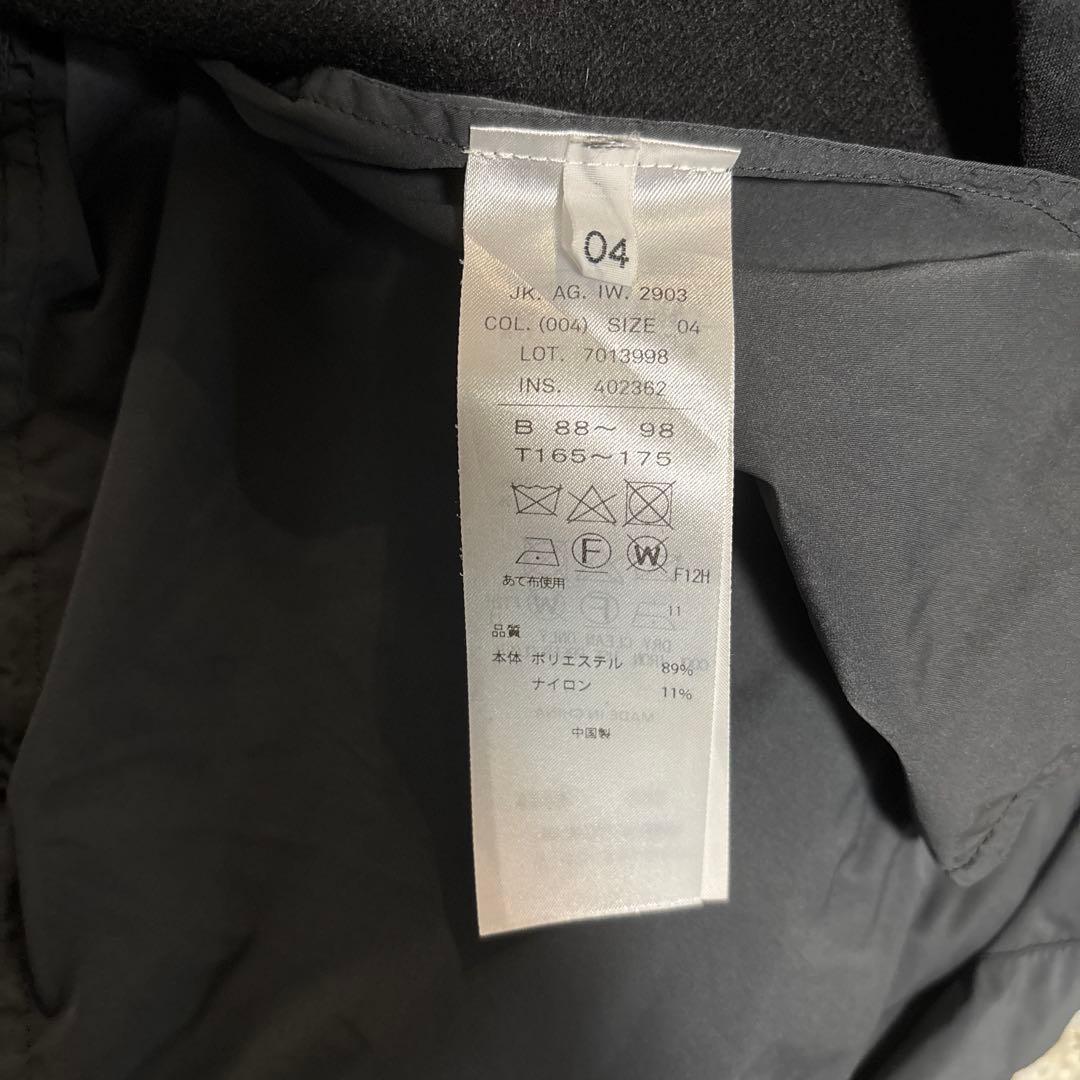 04
JK. AG. IW. 2903
COL. (004) SIZE 04
LOT. 7013998
INS. 402362
B 88～ 98
T165～175
F W F12H
あて布使用
11
品質
本体 ポリエステル 89%
ナイロン 11%
中国製